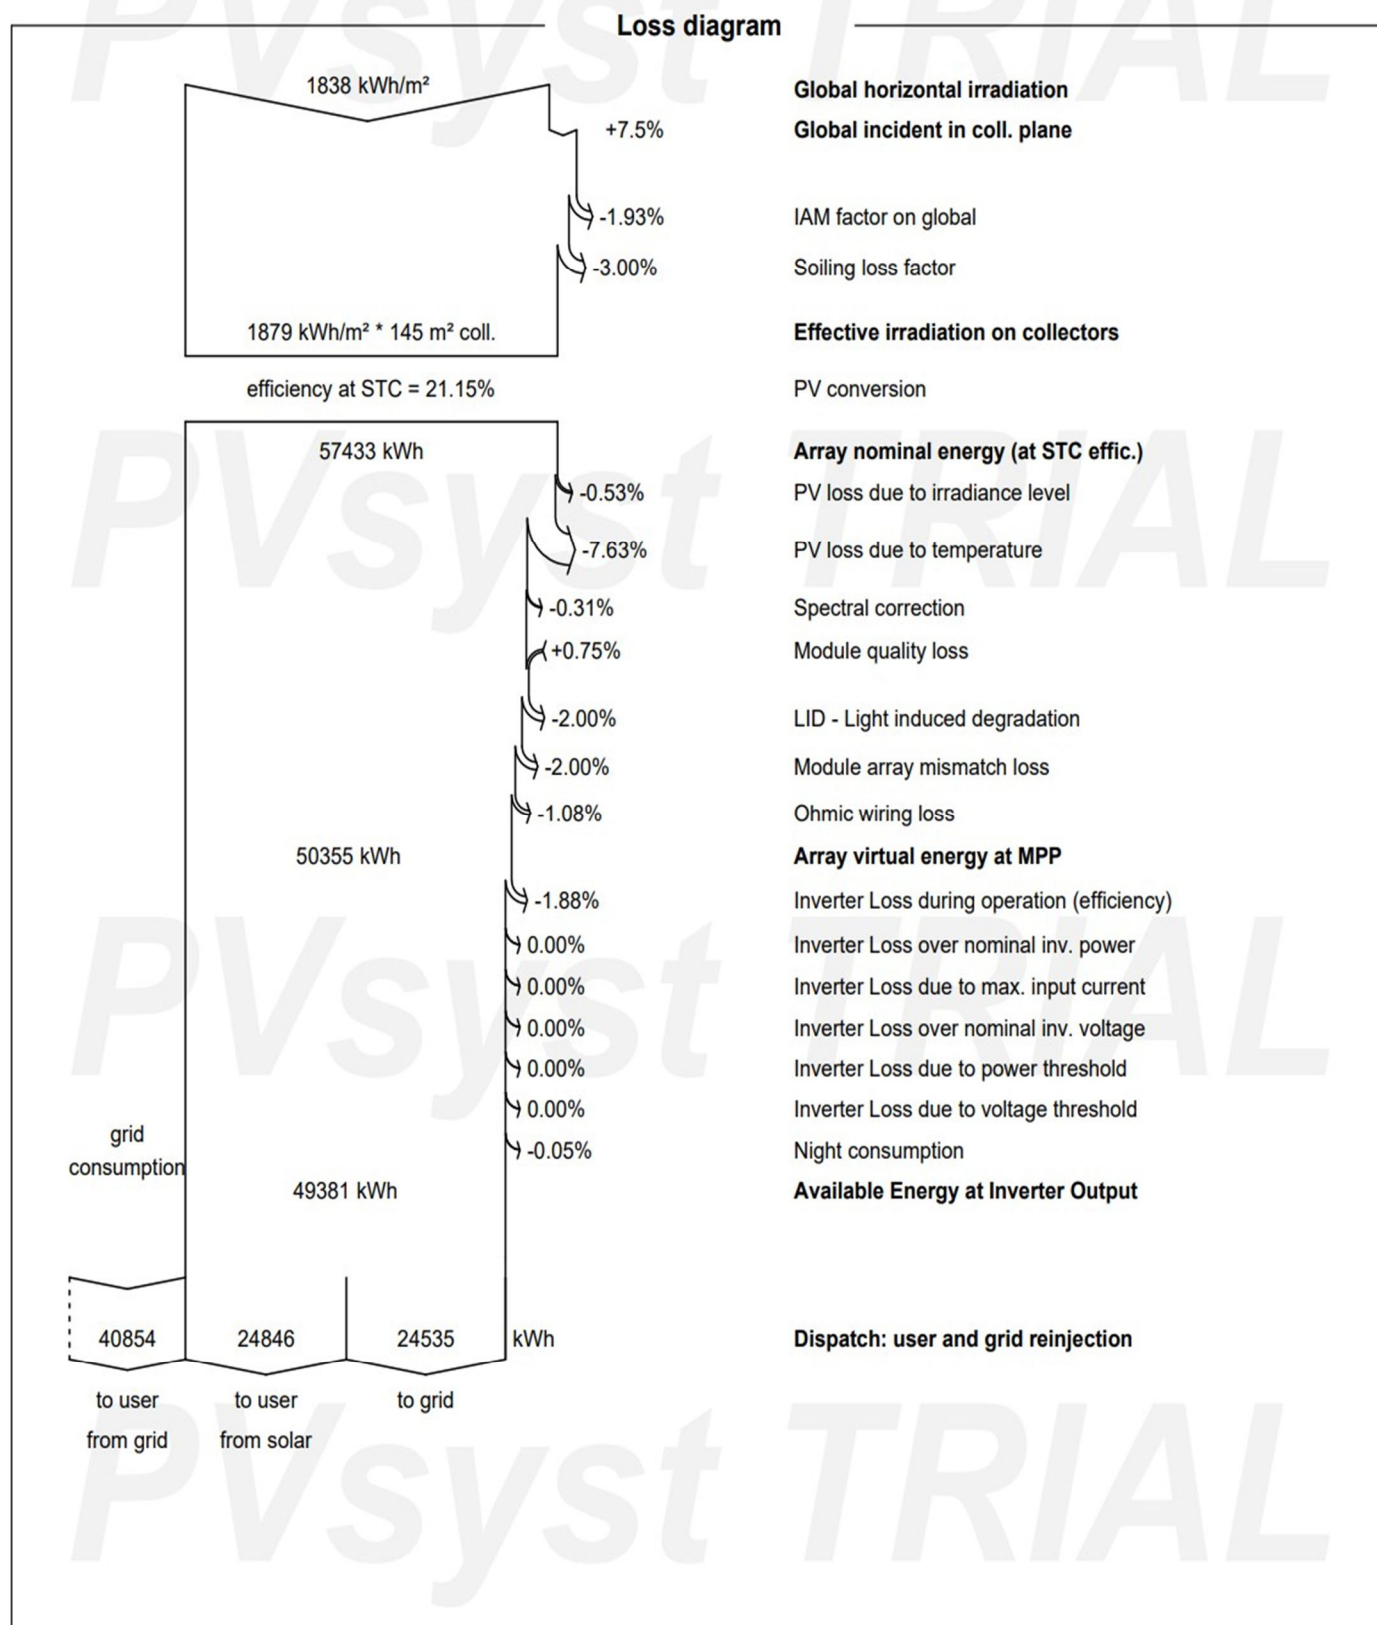 Loss diagram
1838 kWh/m²
Global horizontal irradiation
+7.5%
Global incident in coll. plane
-1.93%
IAM factor on global
-3.00%
Soiling loss factor
1879 kWh/m² * 145 m² coll.
Effective irradiation on collectors
efficiency at STC = 21.15%
PV conversion
57433 kWh
Array nominal energy (at STC effic.)
-0.53%
PV loss due to irradiance level
-7.63%
PV loss due to temperature
-0.31%
Spectral correction
+0.75%
Module quality loss
-2.00%
LID - Light induced degradation
-2.00%
Module array mismatch loss
-1.08%
Ohmic wiring loss
50355 kWh
Array virtual energy at MPP
-1.88%
Inverter Loss during operation (efficiency)
0.00%
Inverter Loss over nominal inv. power
0.00%
Inverter Loss due to max. input current
0.00%
Inverter Loss over nominal inv. voltage
0.00%
Inverter Loss due to power threshold
0.00%
Inverter Loss due to voltage threshold
grid
consumption
-0.05%
Night consumption
49381 kWh
Available Energy at Inverter Output
40854
24846
24535
kWh
Dispatch: user and grid reinjection
to user
from grid
to user
from solar
to grid
PVsyst TRIAL
PVsyst TRIAL
PVsyst TRIAL
PVsyst TRIAL